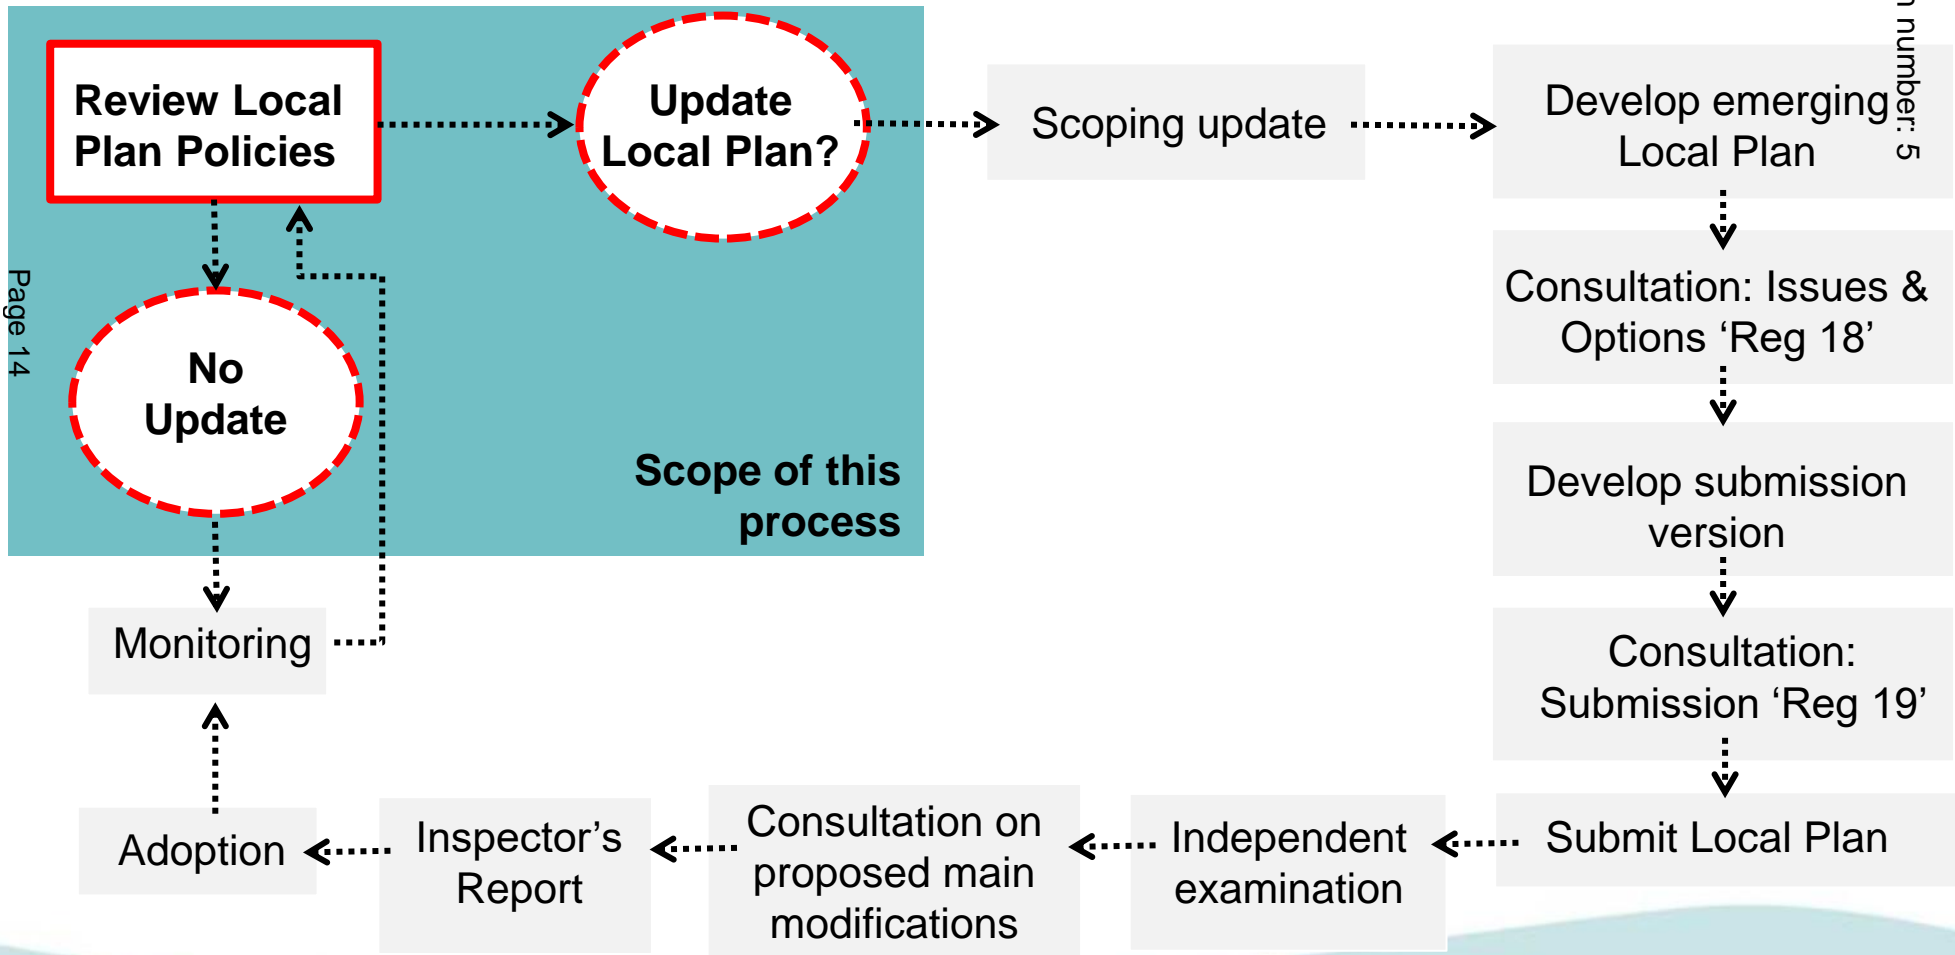 Review Local
Plan Policies
Update
Local Plan?
Scoping update
Develop emerging
Local Plan
number: 5
Consultation: Issues &
Options ‘Reg 18’
Page 14
No
Update
Scope of this
process
Develop submission
version
Monitoring
Consultation:
Submission ‘Reg 19’
Adoption
Inspector’s
Report
Consultation on
proposed main
modifications
Independent
examination
Submit Local Plan